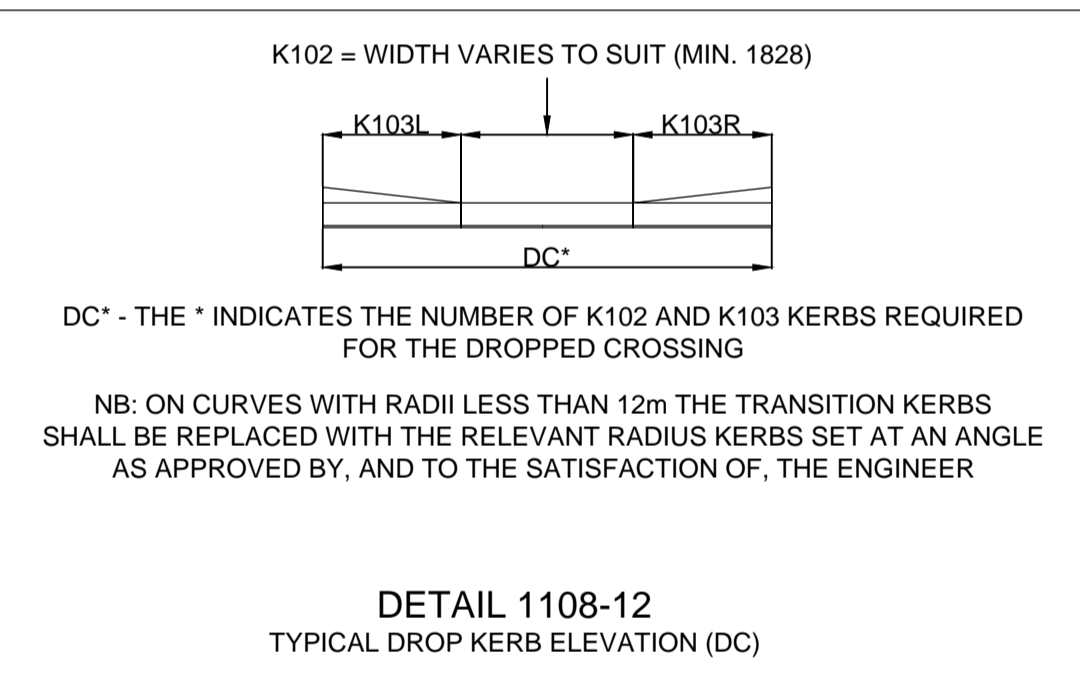 K102 = WIDTH VARIES TO SUIT (MIN. 1828)
K103L K103R
DC*
DC* - THE * INDICATES THE NUMBER OF K102 AND K103 KERBS REQUIRED
FOR THE DROPPED CROSSING
NB: ON CURVES WITH RADII LESS THAN 12m THE TRANSITION KERBS
SHALL BE REPLACED WITH THE RELEVANT RADIUS KERBS SET AT AN ANGLE
AS APPROVED BY, AND TO THE SATISFACTION OF, THE ENGINEER
DETAIL 1108-12
TYPICAL DROP KERB ELEVATION (DC)